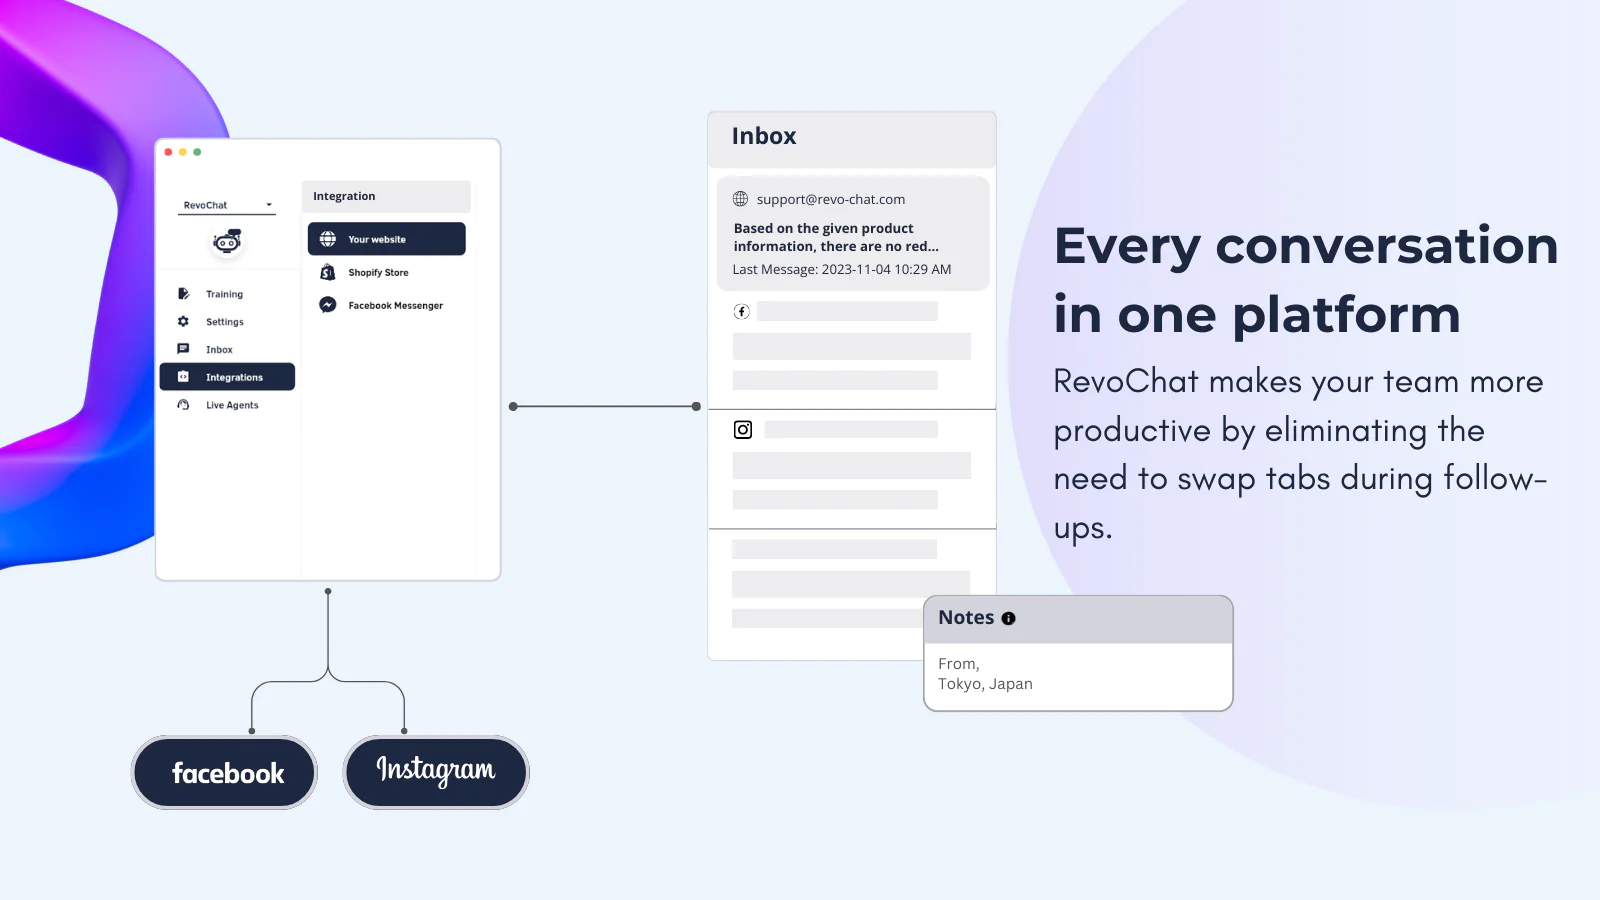 RevoChat
Training
Settings
Inbox
Integrations
Live Agents
Integration
Your website
Shopify Store
Facebook Messenger
facebook
Instagram
Inbox
support@revo-chat.com
Based on the given product
information, there are no red...
Last Message: 2023-11-04 10:29 AM
Notes
From,
Tokyo, Japan
Every conversation
in one platform
RevoChat makes your team more
productive by eliminating the
need to swap tabs during follow-
ups.